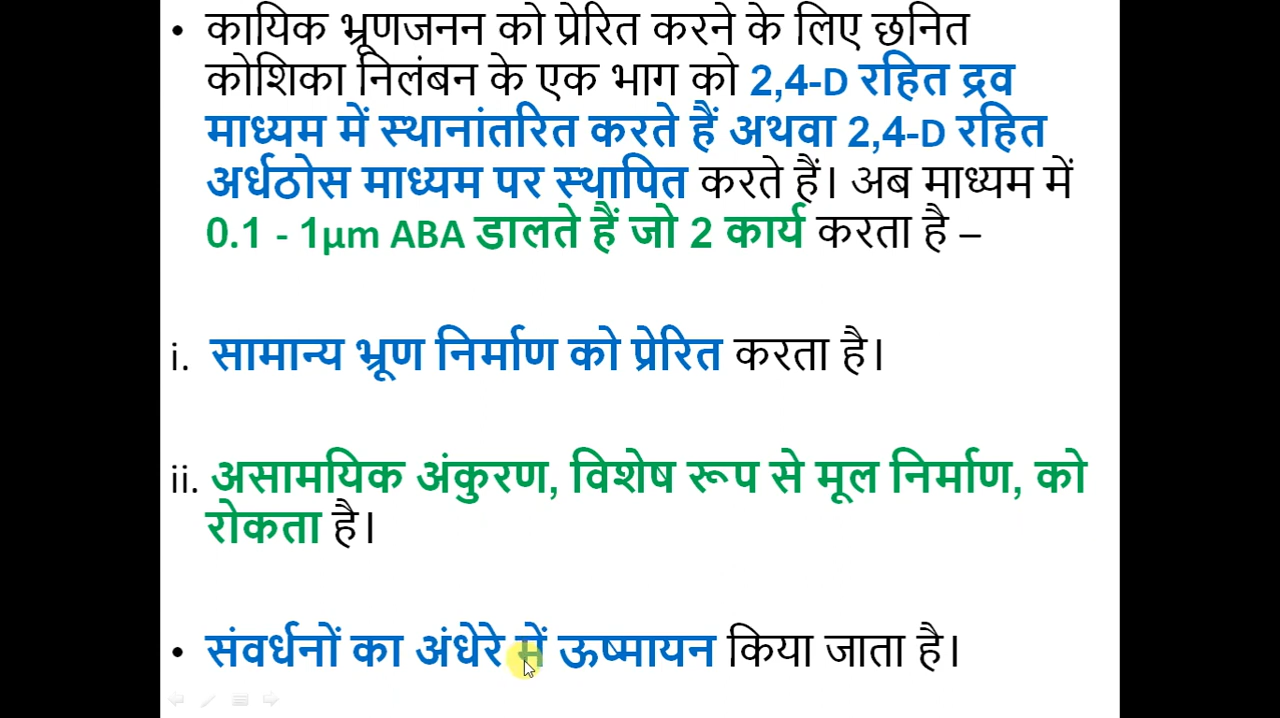 • कायिक भ्रूणजनन को प्रेरित करने के लिए छनित
कोशिका निलंबन के एक भाग को 2,4-D रहित द्रव
माध्यम में स्थानांतरित करते हैं अथवा 2,4-D रहित
अर्धठोस माध्यम पर स्थापित करते हैं। अब माध्यम में
0.1 - 1µm ABA डालते हैं जो 2 कार्य करता है –
i. सामान्य भ्रूण निर्माण को प्रेरित करता है।
ii. असामयिक अंकुरण, विशेष रूप से मूल निर्माण, को
रोकता है।
• संवर्धनों का अंधेरे में ऊष्मायन किया जाता है।